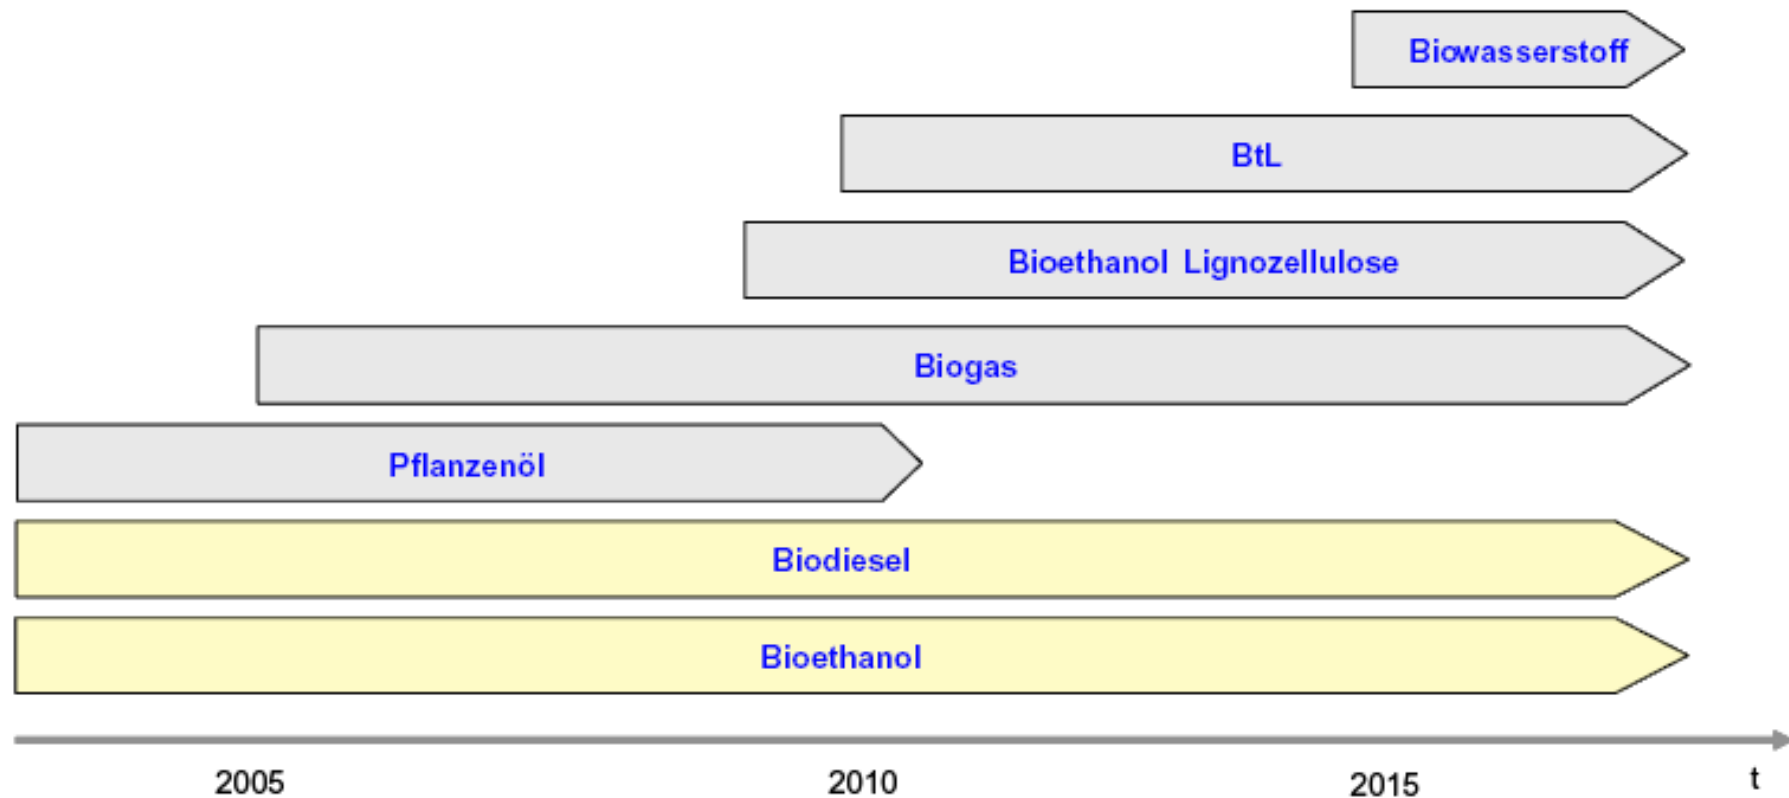 Biowasserstoff
BtL
Bioethanol Lignozellulose
Biogas
Pflanzenöl
Biodiesel
Bioethanol
2005 2010 2015 t